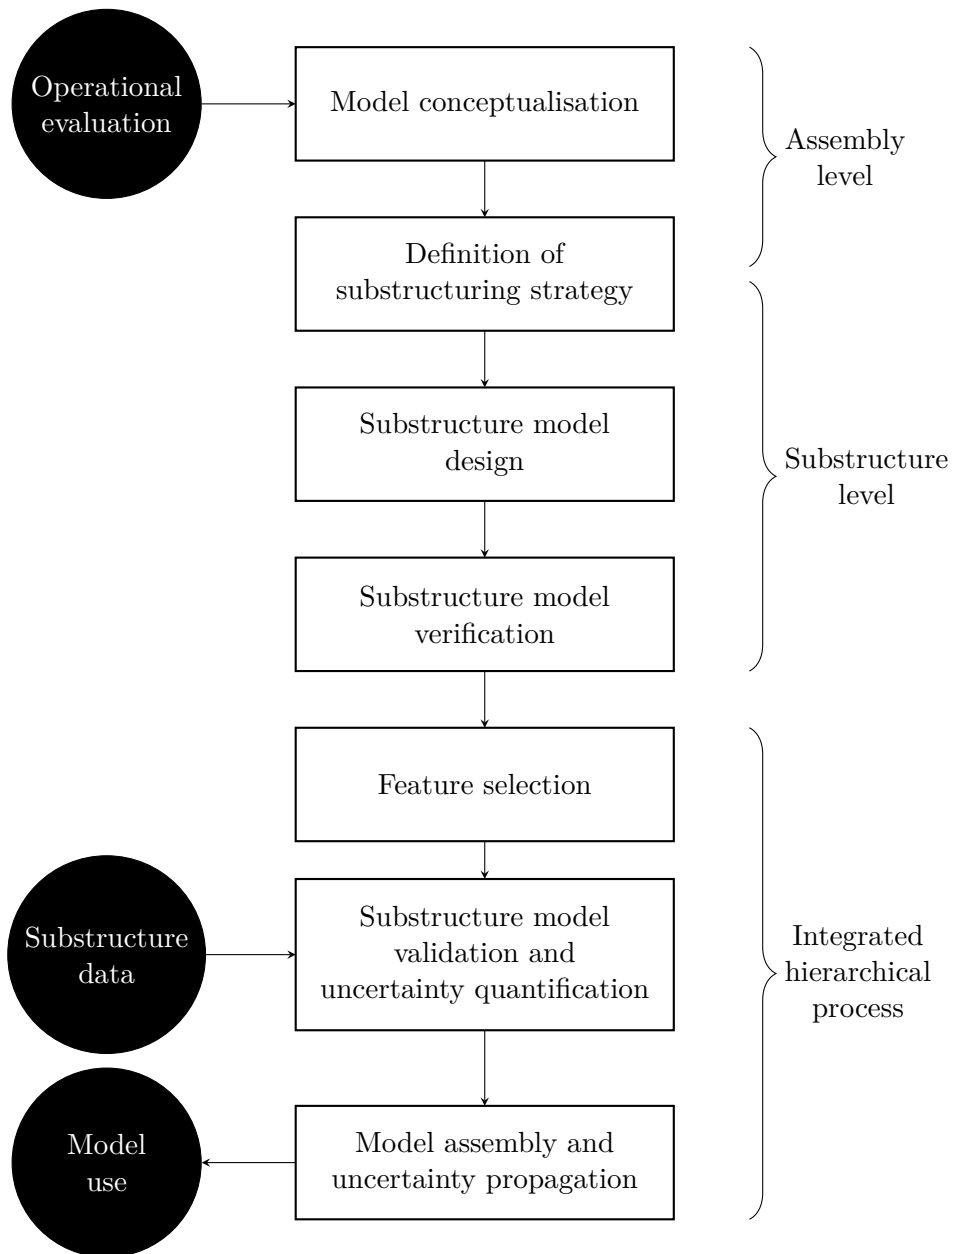 Operational
evaluation
Model conceptualisation
Assembly
level
Definition of
substructuring strategy
Substructure model
design
Substructure
level
Substructure model
verification
Feature selection
Substructure
data
Substructure model
validation and
uncertainty quantification
Integrated
hierarchical
process
Model
use
Model assembly and
uncertainty propagation